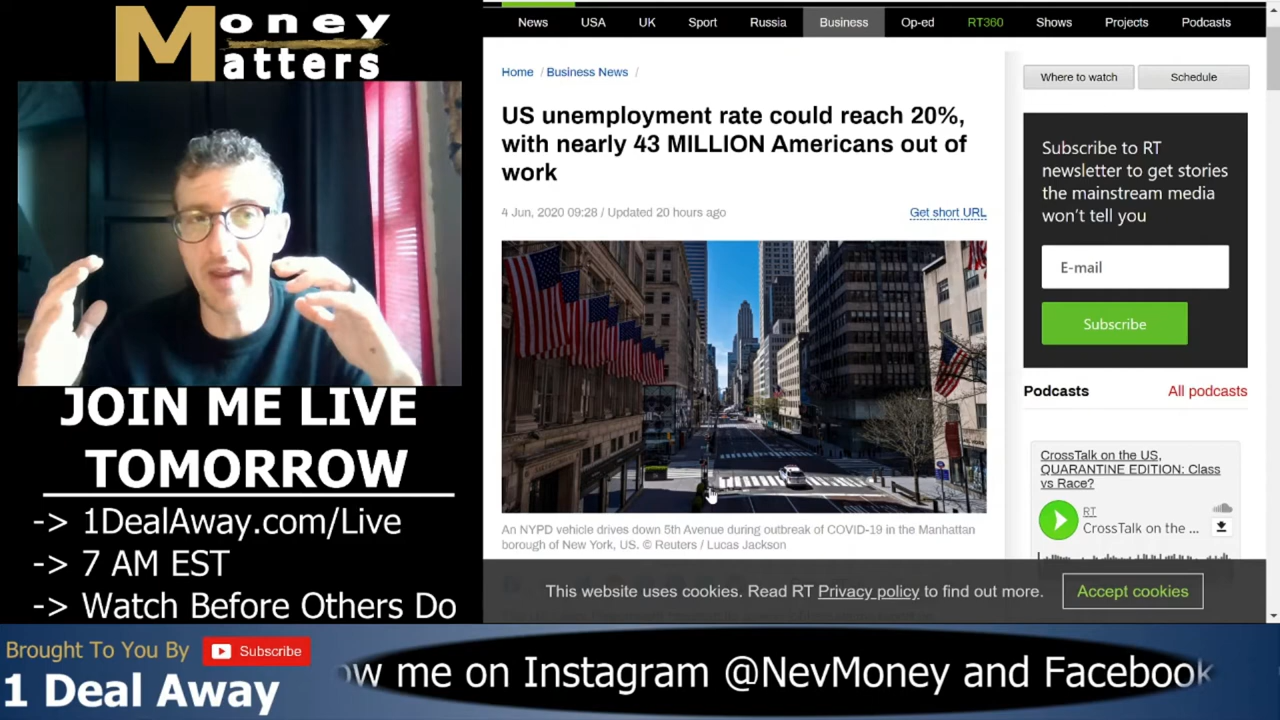 Money
Matters
JOIN ME LIVE
TOMORROW
-> 1DealAway.com/Live
-> 7 AM EST
-> Watch Before Others Do
News USA UK Sport Russia Business Op-ed RT360 Shows Projects Podcasts
Home / Business News /
US unemployment rate could reach 20%,
with nearly 43 MILLION Americans out of
work
4 Jun, 2020 09:28 / Updated 20 hours ago
Get short URL
An NYPD vehicle drives down 5th Avenue during outbreak of COVID-19 in the Manhattan
borough of New York, US. © Reuters / Lucas Jackson
Where to watch
Schedule
Subscribe to RT
newsletter to get stories
the mainstream media
won't tell you
E-mail
Subscribe
Podcasts
All podcasts
CrossTalk on the US,
QUARANTINE EDITION: Class
vs Race?
RT
CrossTalk on the ...
This website uses cookies. Read RT Privacy policy to find out more.
Accept cookies
Brought To You By
Subscribe
1 Deal Away
ow me on Instagram @NevMoney and Facebook